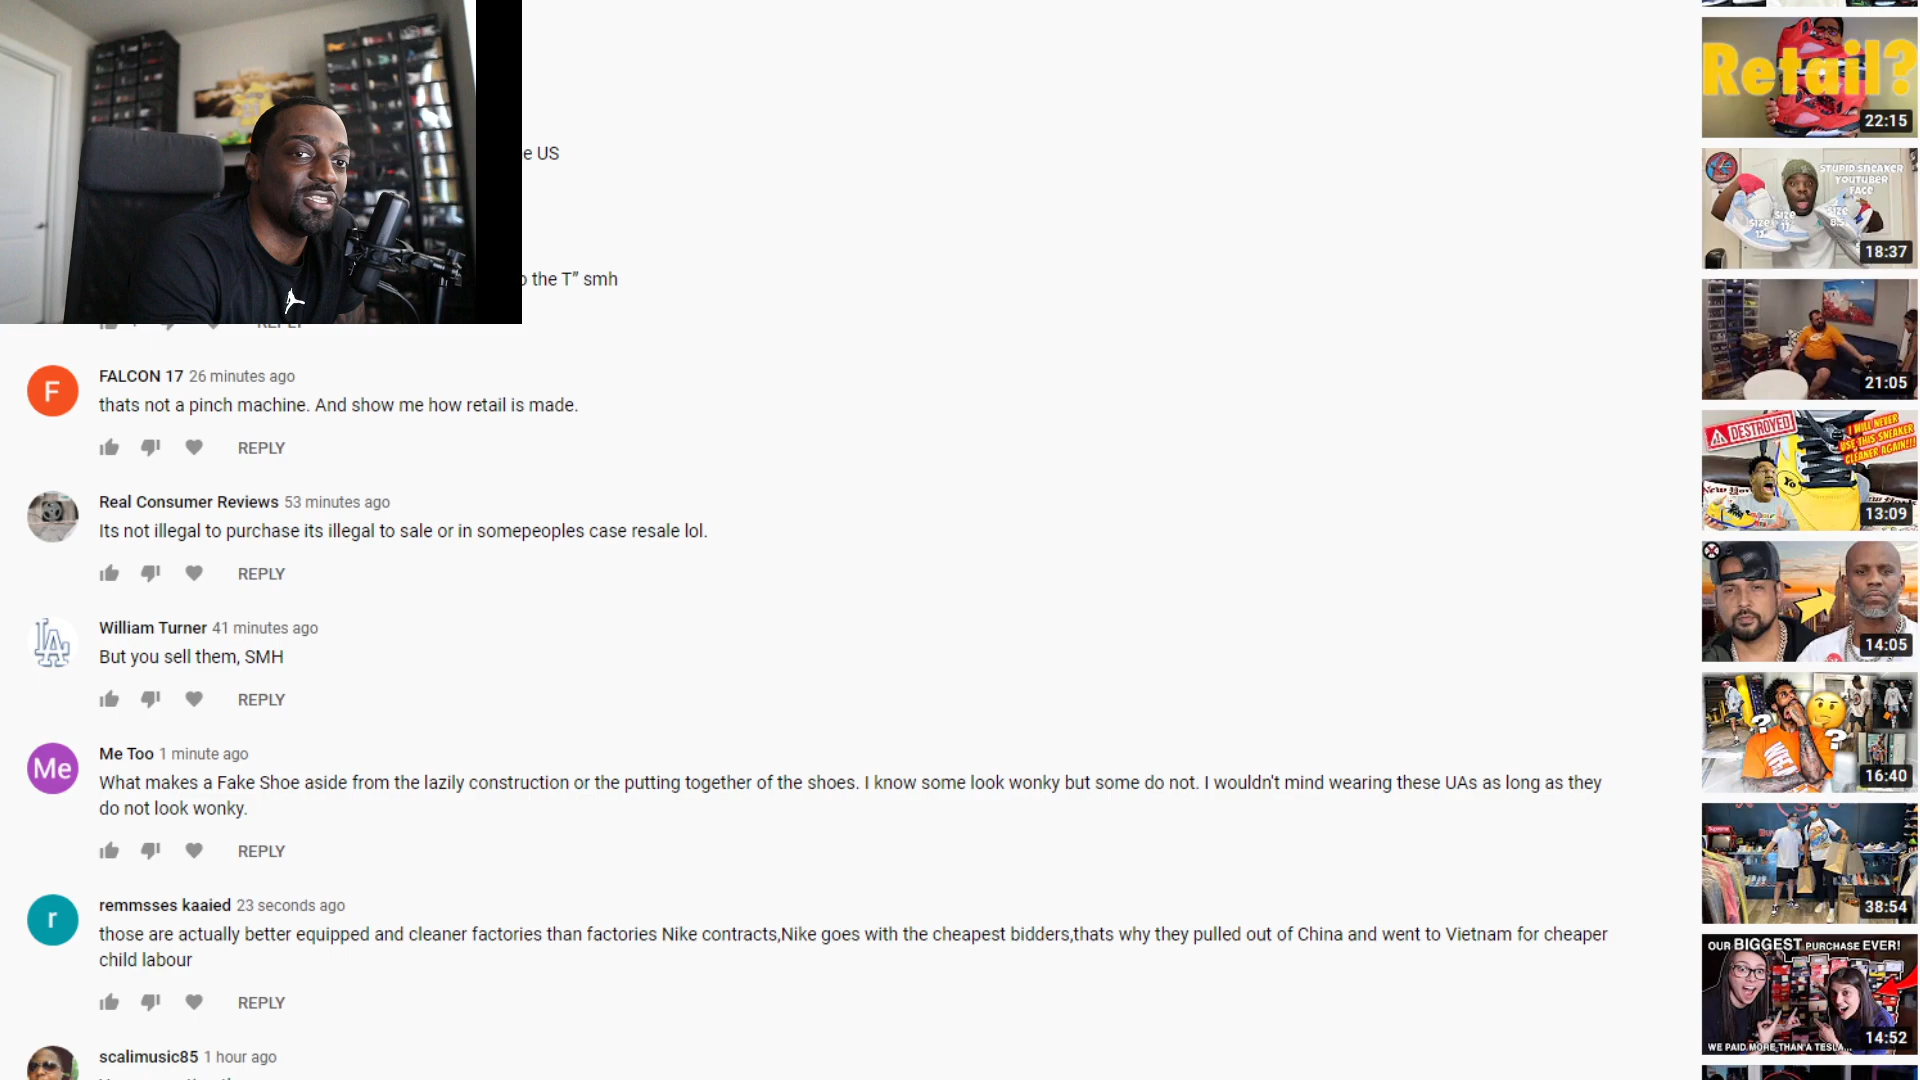 e US
the T” smh
REPLY
FALCON 17 26 minutes ago
thats not a pinch machine. And show me how retail is made.
REPLY
Real Consumer Reviews 53 minutes ago
Its not illegal to purchase its illegal to sale or in somepeoples case resale lol.
REPLY
LA
William Turner 41 minutes ago
But you sell them, SMH
REPLY
Me
Me Too 1 minute ago
What makes a Fake Shoe aside from the lazily construction or the putting together of the shoes. I know some look wonky but some do not. I wouldn't mind wearing these UAs as long as they
do not look wonky.
REPLY
r
remmsses kaaied 23 seconds ago
those are actually better equipped and cleaner factories than factories Nike contracts,Nike goes with the cheapest bidders,thats why they pulled out of China and went to Vietnam for cheaper
child labour
REPLY
scalimusic85 1 hour ago
F
Retail?
22:15
STUPID SNEAKER
YOUTUBER
FACE
SIZE
SIZE
SIZE
8.5
18:37
21:05
DESTROYED
I WILL NEVER
USE THIS SNEAKER
CLEANER AGAIN!!!
Yo
13:09
14:05
16:40
38:54
OUR BIGGEST PURCHASE EVER!
WE PAID MORE THAN A TESLA...
14:52